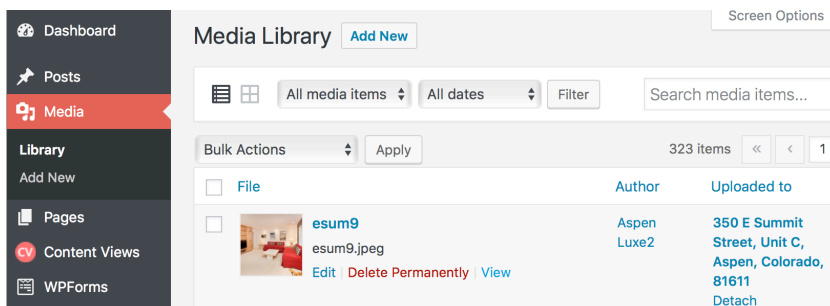 Dashboard
Posts
Media
Library
Add New
Pages
CV Content Views
WPForms
Screen Options
Media Library Add New
All media items All dates Filter Search media items...
Bulk Actions Apply 323 items « ‹ 1
File Author Uploaded to
esum9
esum9.jpeg
Edit | Delete Permanently | View
Aspen
Luxe2
350 E Summit
Street, Unit C,
Aspen, Colorado,
81611
Detach